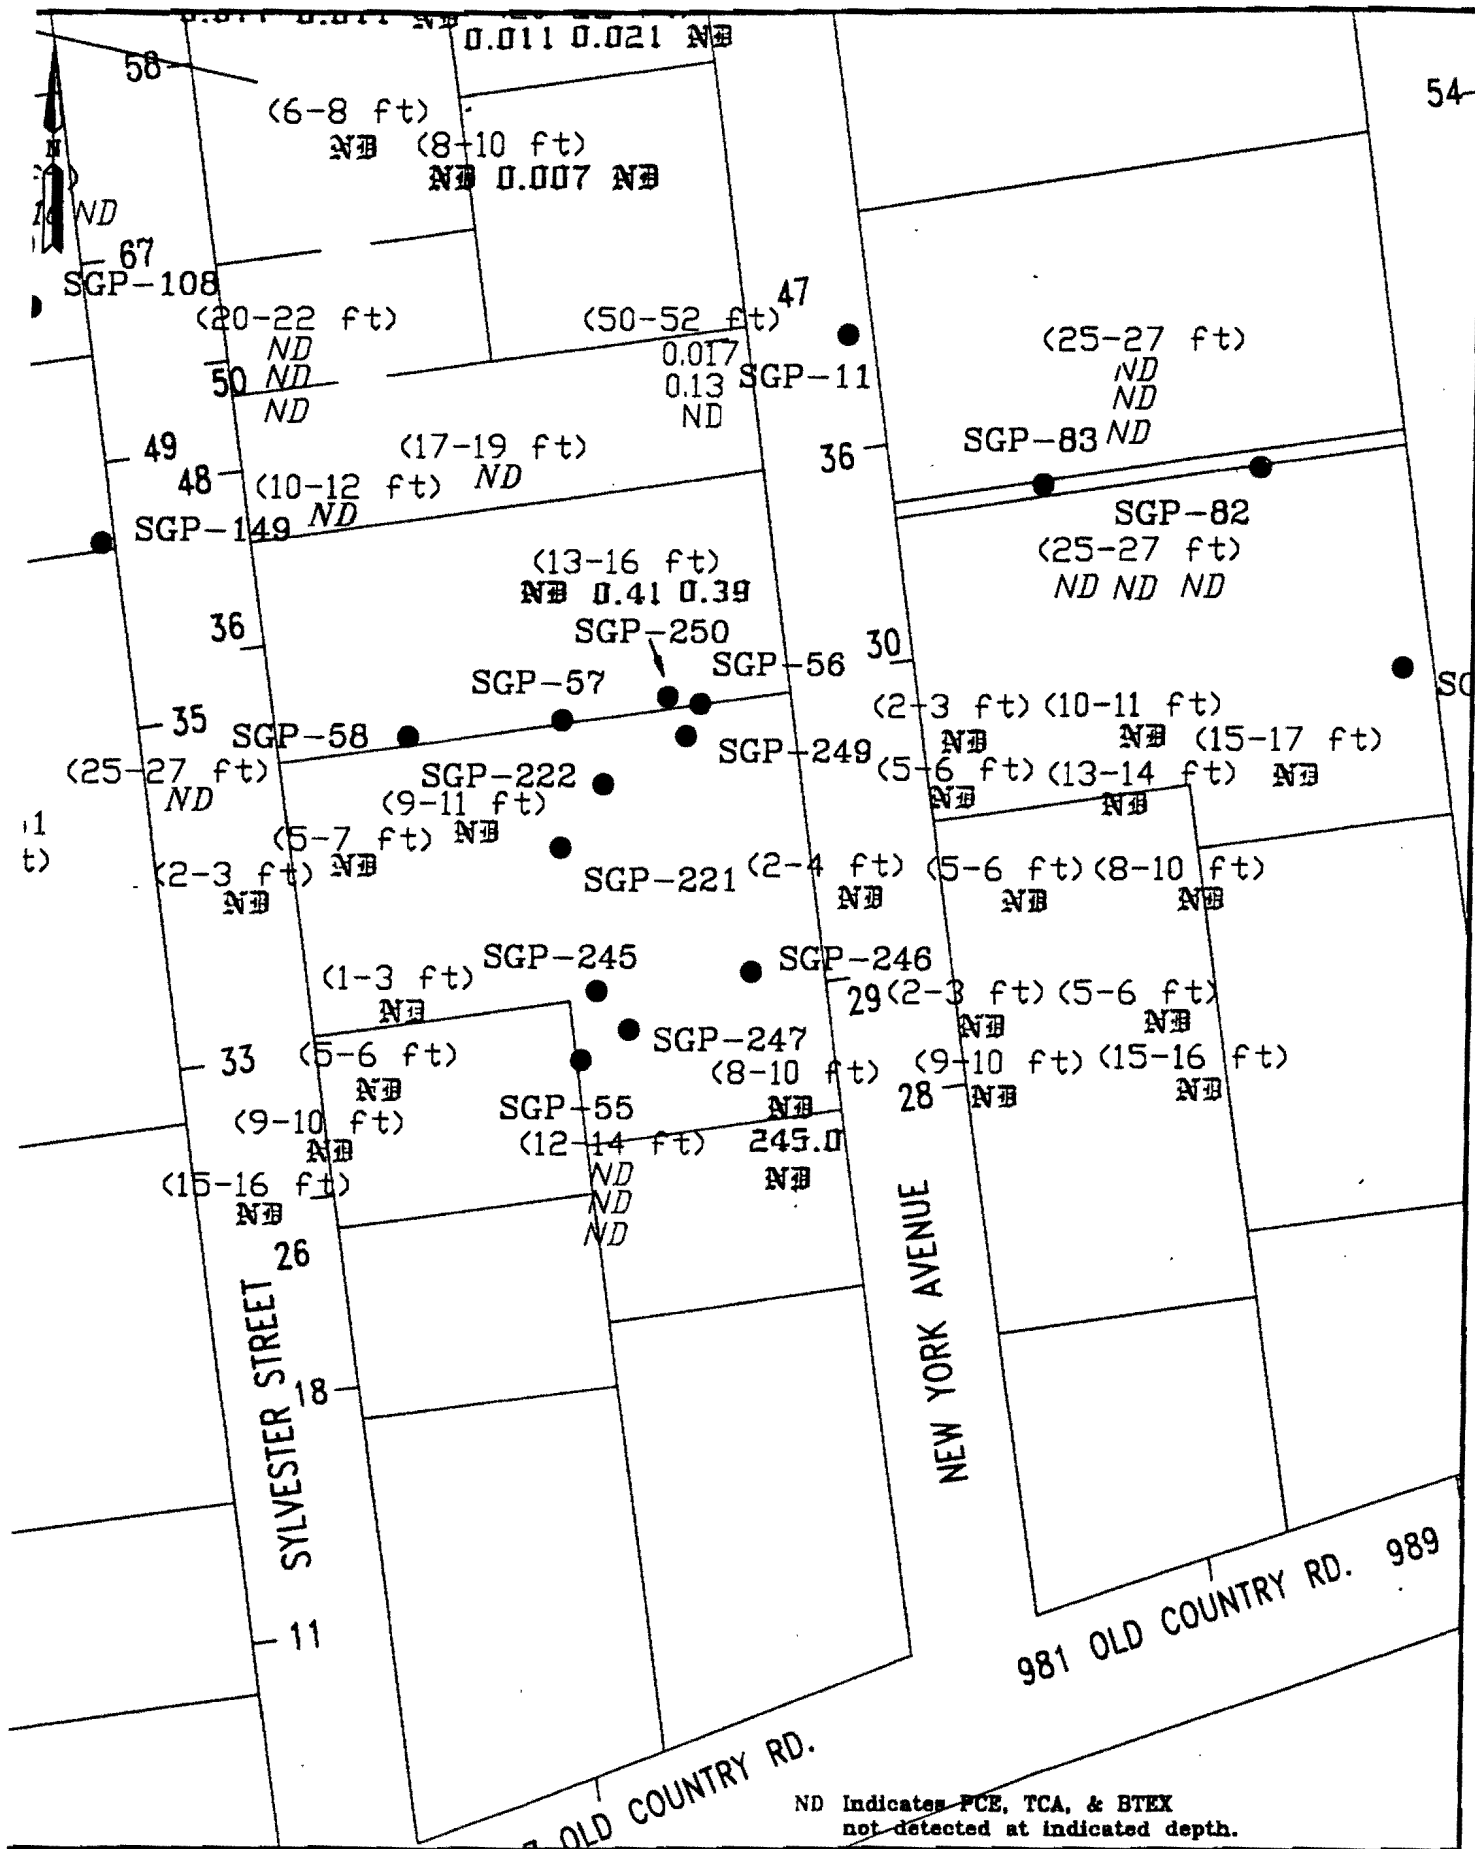 0.011 0.021 ND
58
54
(6-8 ft)
ND
(8-10 ft)
ND 0.007 ND
N
ND
67
SGP-108
(20-22 ft)
ND
ND
ND
50
(50-52 ft)
0.017
0.13
ND
47
SGP-11
(25-27 ft)
ND
ND
ND
SGP-83
49
48
(17-19 ft)
ND
(10-12 ft)
ND
36
SGP-149
SGP-82
(25-27 ft)
ND ND ND
(13-16 ft)
ND 0.41 0.39
SGP-250
36
SGP-56
30
SGP-57
35
SGP-58
SGP-249
(2-3 ft) (10-11 ft)
ND ND (15-17 ft)
(5-6 ft) (13-14 ft) ND
ND ND
(25-27 ft)
ND
SGP-222
(9-11 ft)
ND
(5-7 ft)
ND
(2-3 ft)
ND
SGP-221
(2-4 ft) (5-6 ft) (8-10 ft)
ND ND ND
SGP-245
SGP-246
(1-3 ft)
ND
29
(2-3 ft) (5-6 ft)
ND ND
33
(5-6 ft)
ND
SGP-247
(8-10 ft)
ND
245.0
ND
(9-10 ft) (15-16 ft)
28
ND ND
SGP-55
(12-14 ft)
ND
ND
ND
(9-10 ft)
ND
(15-16 ft)
ND
26
18
11
SYLVESTER STREET
NEW YORK AVENUE
981 OLD COUNTRY RD. 989
OLD COUNTRY RD.
ND Indicates PCE, TCA, & BTEX
not detected at indicated depth.